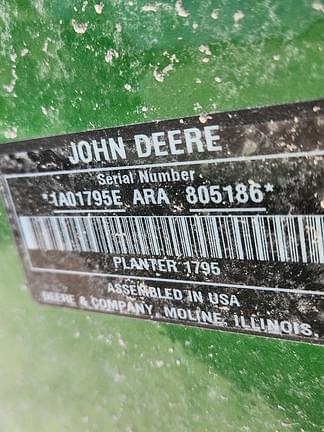 JOHN DEERE
Serial Number
*1A01795E ARA 805186*
PLANTER 1795
ASSEMBLED IN USA
DEERE & COMPANY, MOLINE, ILLINOIS.